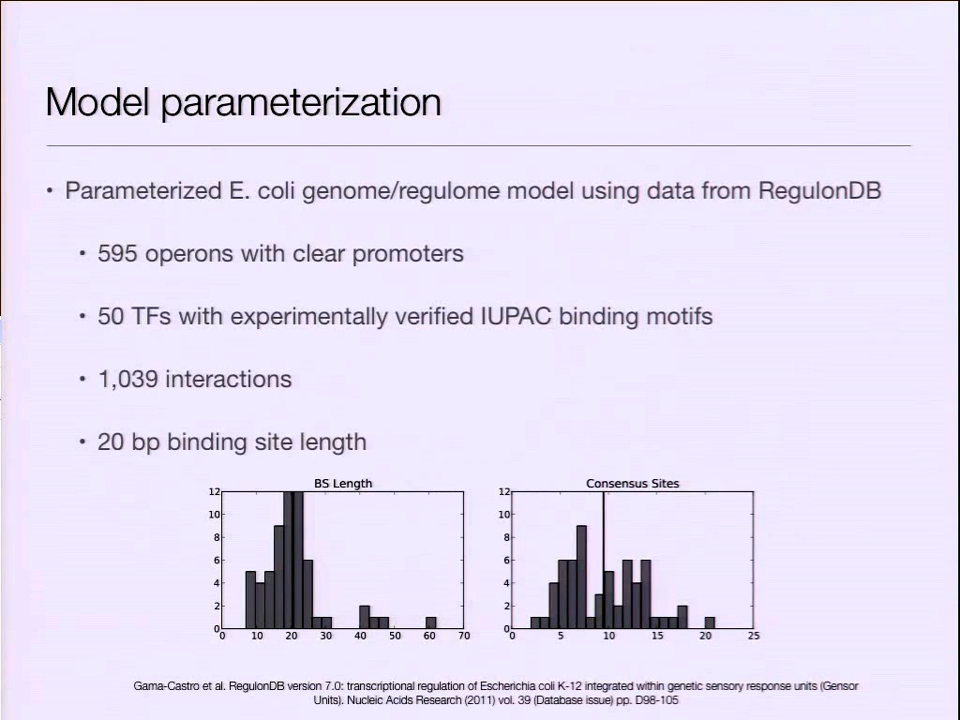 Model parameterization
• Parameterized E. coli genome/regulome model using data from RegulonDB
• 595 operons with clear promoters
• 50 TFs with experimentally verified IUPAC binding motifs
• 1,039 interactions
• 20 bp binding site length
BS Length
12
10
8
6
4
2
0
0 10 20 30 40 50 60 70
Consensus Sites
12
10
8
6
4
2
0
0 5 10 15 20 25
Gama-Castro et al. RegulonDB version 7.0: transcriptional regulation of Escherichia coli K-12 integrated within genetic sensory response units (Gensor
Units). Nucleic Acids Research (2011) vol. 39 (Database issue) pp. D98-105